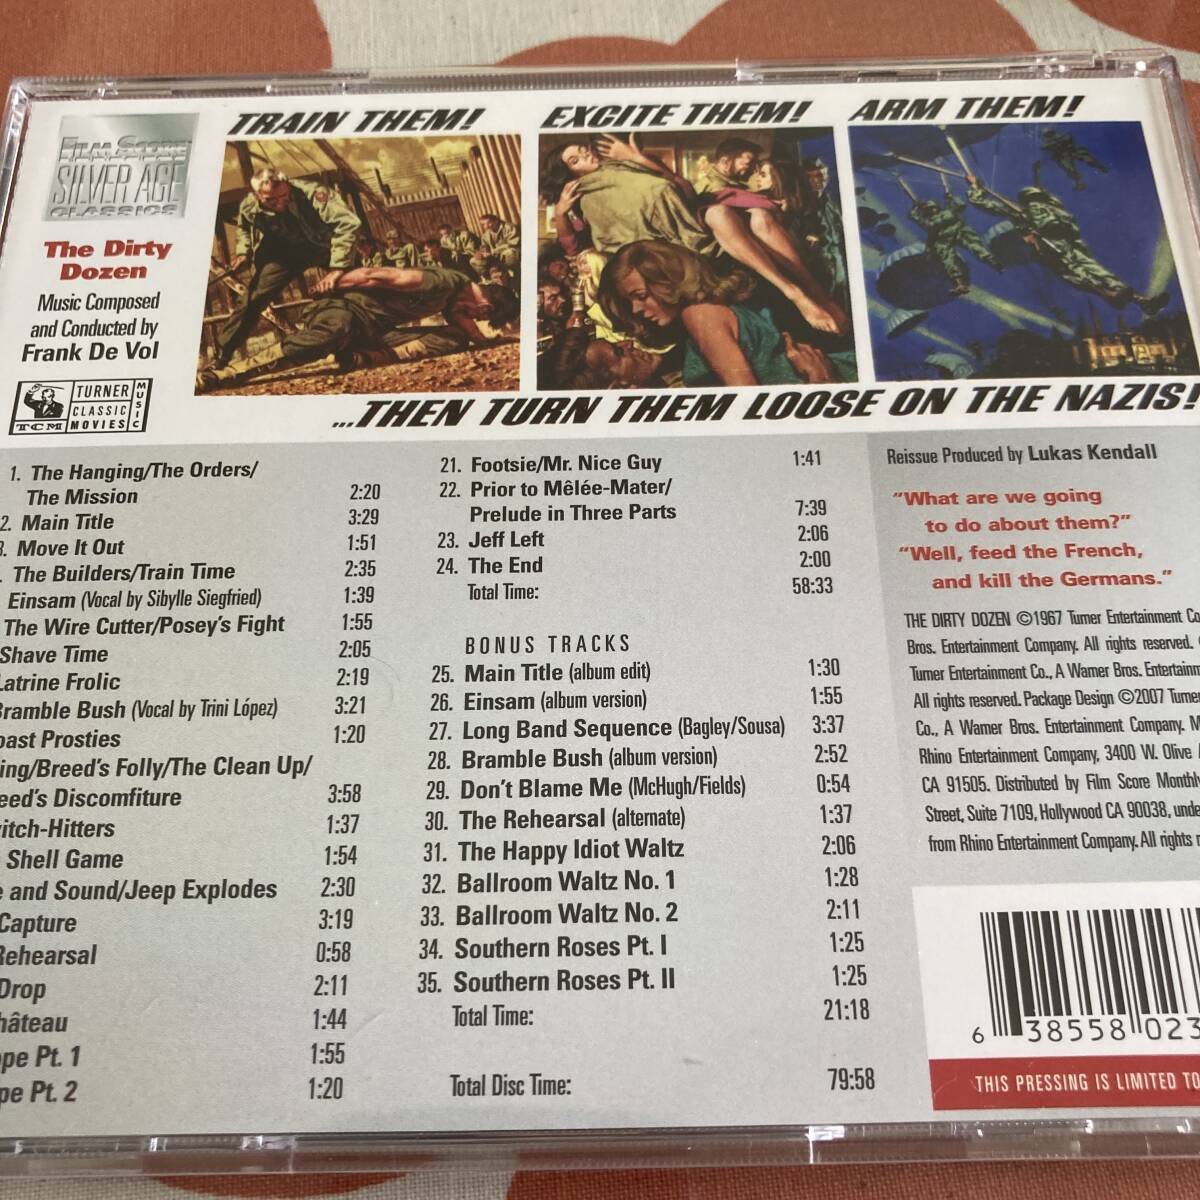 TRAIN THEM!
EXCITE THEM!
ARM THEM!
FILM SCORE
SILVER AGE
CLASSICS
The Dirty
Dozen
Music Composed
and Conducted by
Frank De Vol
TURNER
CLASSIC
MOVIES
MUSIC
TCM
...THEN TURN THEM LOOSE ON THE NAZIS!
1. The Hanging/The Orders/
The Mission 2:20
2. Main Title 3:29
3. Move It Out 1:51
. The Builders/Train Time 2:35
Einsam (Vocal by Sibylle Siegfried) 1:39
The Wire Cutter/Posey's Fight 1:55
Shave Time 2:05
Latrine Frolic 2:19
Bramble Bush (Vocal by Trini López) 3:21
oast Prosties 1:20
ing/Breed's Folly/The Clean Up/
eed's Discomfiture 3:58
itch-Hitters 1:37
Shell Game 1:54
e and Sound/Jeep Explodes 2:30
Capture 3:19
Rehearsal 0:58
Drop 2:11
hâteau 1:44
pe Pt. 1 1:55
pe Pt. 2 1:20
21. Footsie/Mr. Nice Guy 1:41
22. Prior to Mêlée-Mater/
Prelude in Three Parts 7:39
23. Jeff Left 2:06
24. The End 2:00
Total Time: 58:33
BONUS TRACKS
25. Main Title (album edit) 1:30
26. Einsam (album version) 1:55
27. Long Band Sequence (Bagley/Sousa) 3:37
28. Bramble Bush (album version) 2:52
29. Don't Blame Me (McHugh/Fields) 0:54
30. The Rehearsal (alternate) 1:37
31. The Happy Idiot Waltz 2:06
32. Ballroom Waltz No. 1 1:28
33. Ballroom Waltz No. 2 2:11
34. Southern Roses Pt. I 1:25
35. Southern Roses Pt. II 1:25
Total Time: 21:18
Total Disc Time: 79:58
Reissue Produced by Lukas Kendall
"What are we going
to do about them?"
"Well, feed the French,
and kill the Germans."
THE DIRTY DOZEN ©1967 Turner Entertainment Co
Bros. Entertainment Company. All rights reserved.
Turner Entertainment Co., A Warner Bros. Entertainm
All rights reserved. Package Design ©2007 Turne
Co., A Warner Bros. Entertainment Company. M
Rhino Entertainment Company, 3400 W. Olive
CA 91505. Distributed by Film Score Monthly
Street, Suite 7109, Hollywood CA 90038, unde
from Rhino Entertainment Company. All rights r
6 38558 023
THIS PRESSING IS LIMITED TO